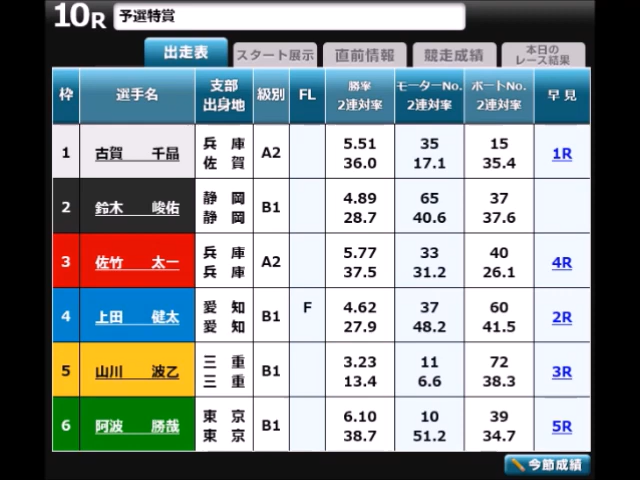 10R 予選特賞
出走表 スタート展示 直前情報 競走成績 本日の
レース結果
枠 選手名 支部 級別 FL 勝率 モーターNo. ボートNo. 早見
出身地 2連対率 2連対率 2連対率
1 古賀 千晶 兵庫 A2 5.51 35 15 1R
佐賀 36.0 17.1 35.4
2 鈴木 峻佑 静岡 B1 4.89 65 37
静岡 28.7 40.6 37.6
3 佐竹 太一 兵庫 A2 5.77 33 40 4R
兵庫 37.5 31.2 26.1
4 上田 健太 愛知 B1 F 4.62 37 60 2R
愛知 27.9 48.2 41.5
5 山川 波乙 三重 B1 3.23 11 72 3R
三重 13.4 6.6 38.3
6 阿波 勝哉 東京 B1 6.10 10 39 5R
東京 38.7 51.2 34.7
今節成績